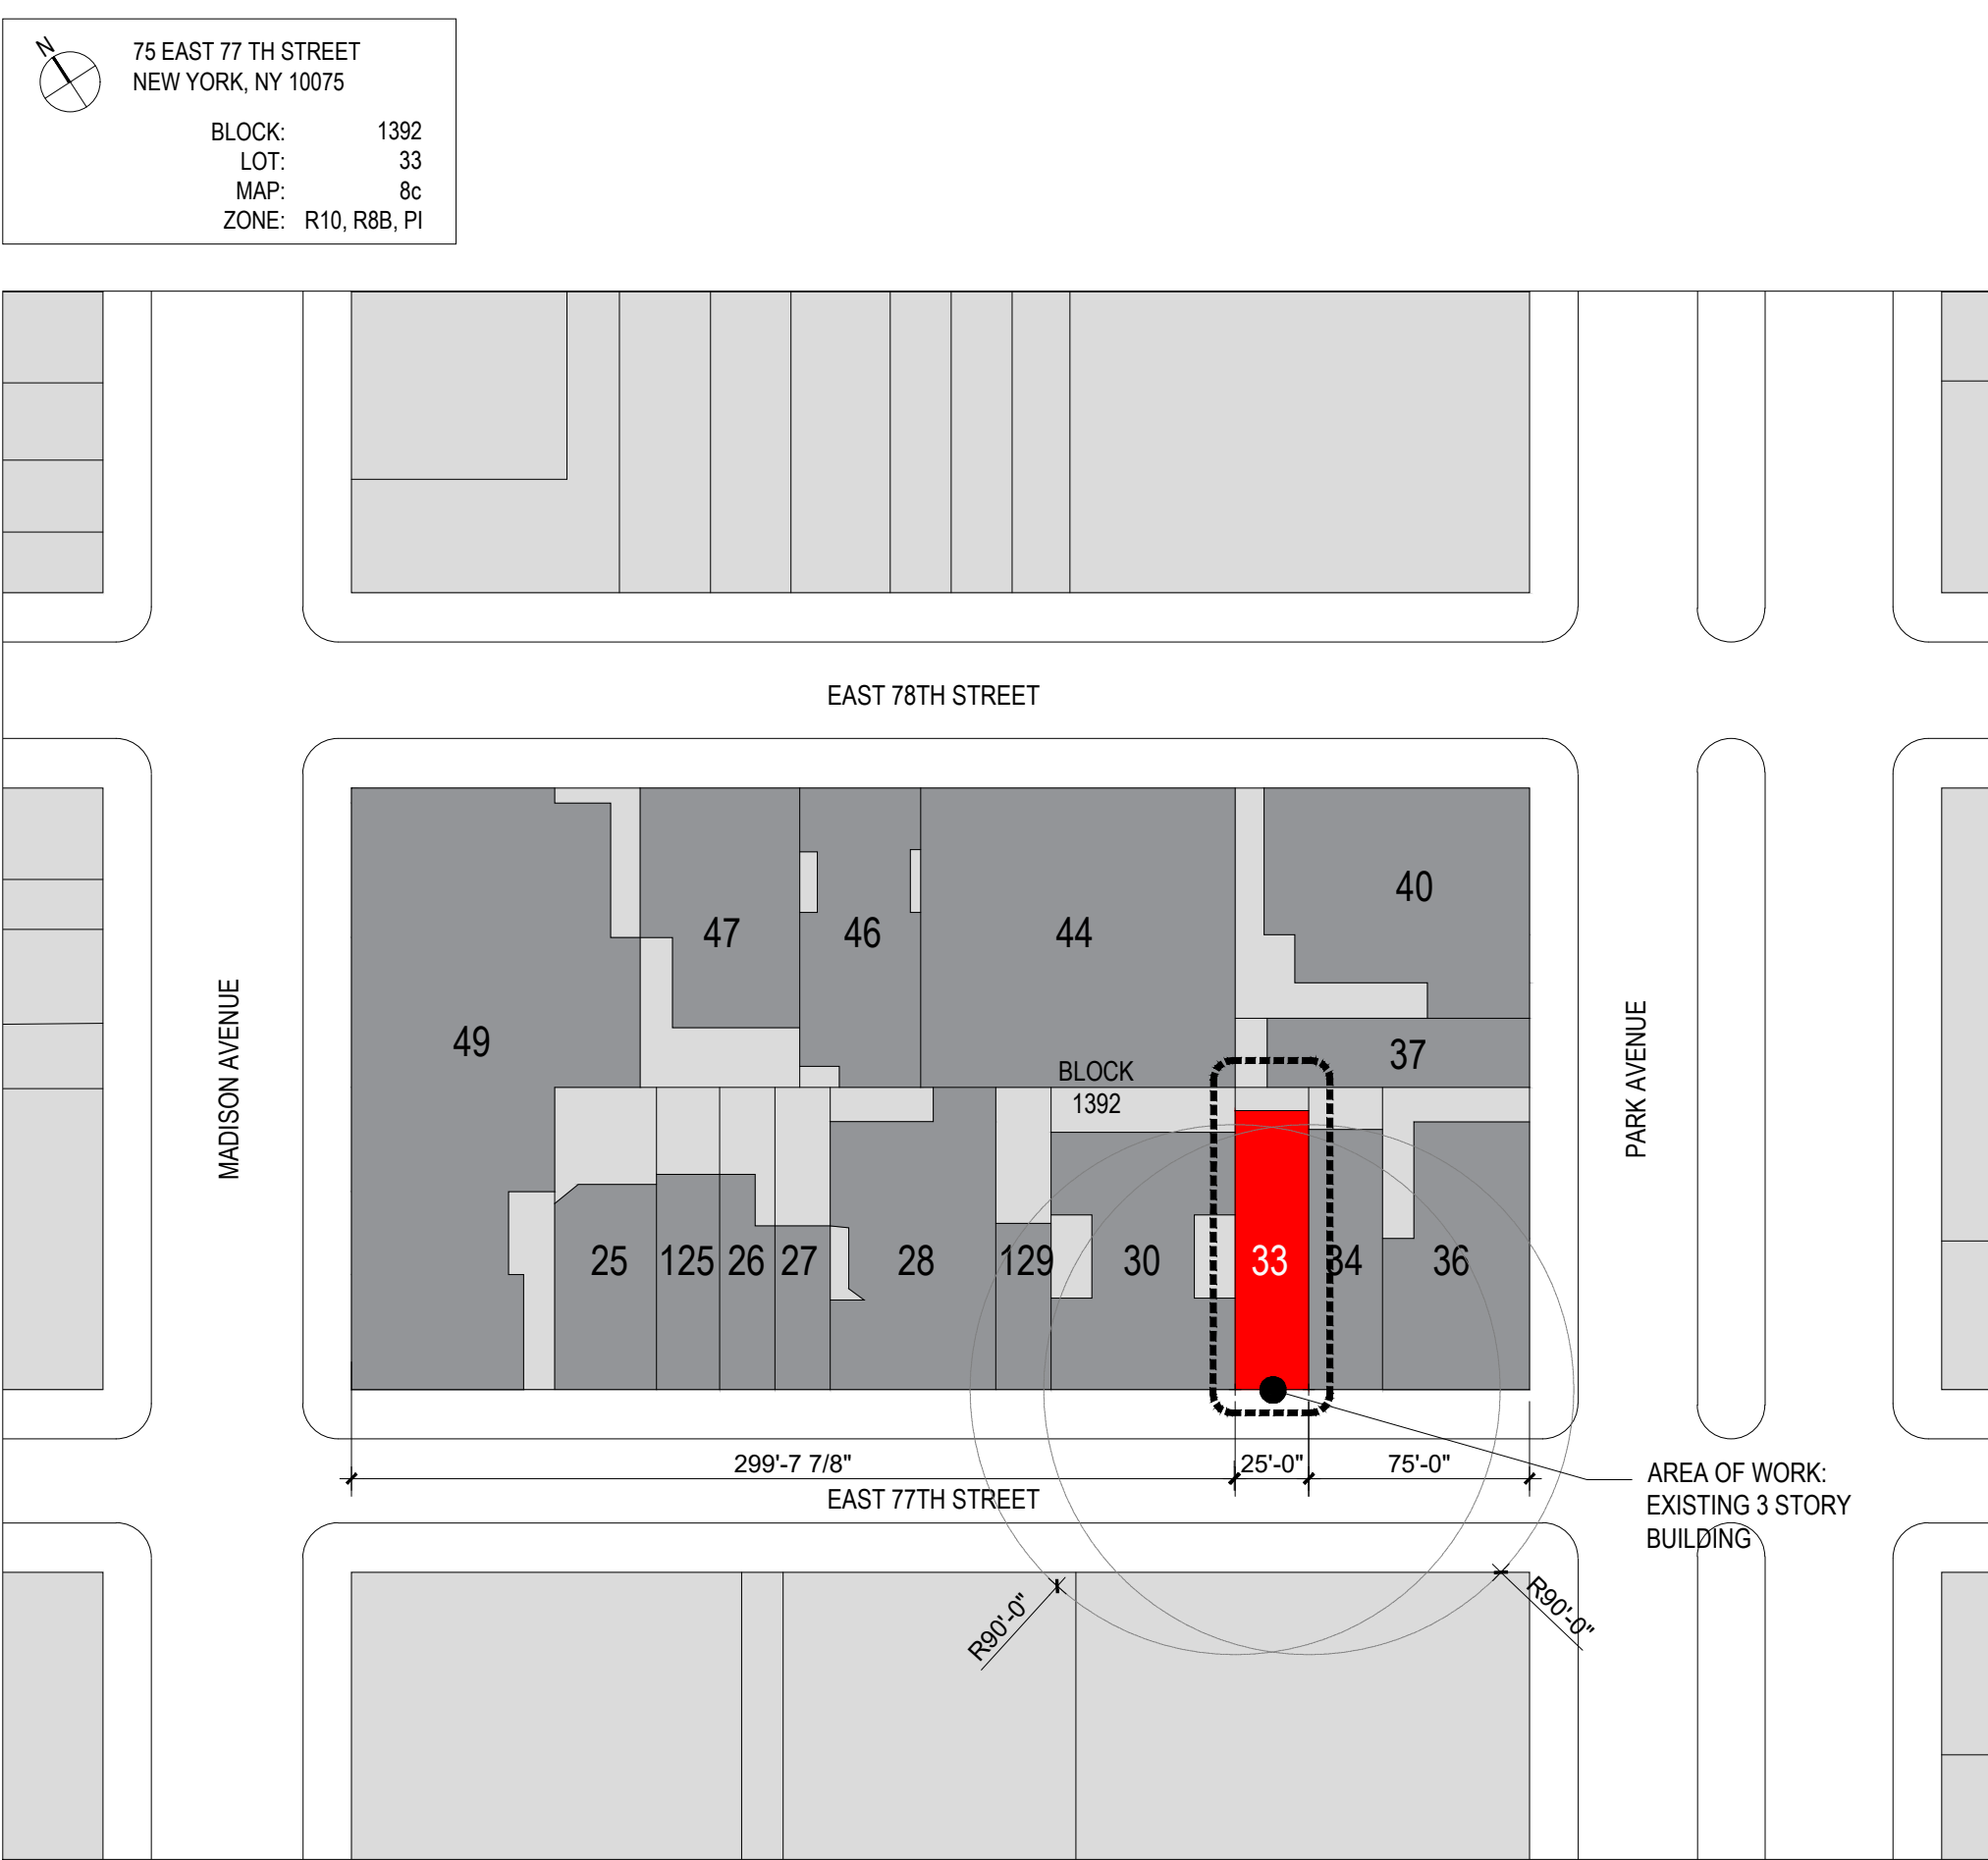 N
75 EAST 77 TH STREET
NEW YORK, NY 10075
BLOCK: 1392
LOT: 33
MAP: 8c
ZONE: R10, R8B, PI
EAST 78TH STREET
MADISON AVENUE
PARK AVENUE
40
47
46
44
49
37
BLOCK
1392
25
125
26
27
28
129
30
33
34
36
299'-7 7/8"
25'-0"
75'-0"
EAST 77TH STREET
AREA OF WORK:
EXISTING 3 STORY
BUILDING
R90'-0"
R90'-0"